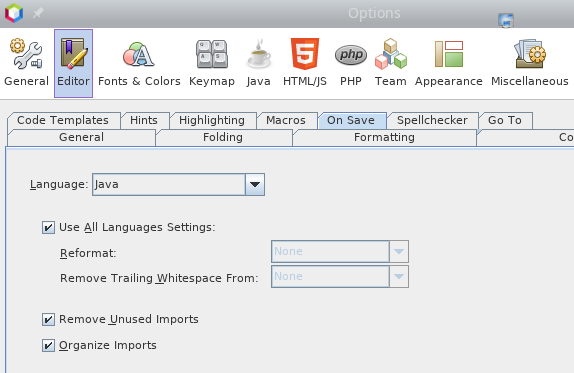 Options
General Editor Fonts & Colors Keymap Java HTML/JS PHP Team Appearance Miscellaneous
Code Templates Hints Highlighting Macros On Save Spellchecker Go To
General Folding Formatting Co
Language: Java
Use All Languages Settings:
Reformat: None
Remove Trailing Whitespace From: None
Remove Unused Imports
Organize Imports